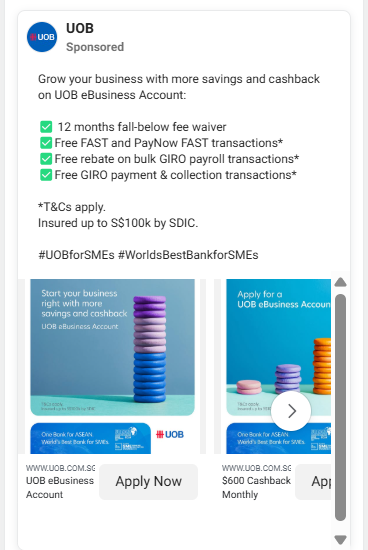 UOB
UOB
Sponsored
Grow your business with more savings and cashback
on UOB eBusiness Account:
✅ 12 months fall-below fee waiver
✅Free FAST and PayNow FAST transactions*
✅Free rebate on bulk GIRO payroll transactions*
✅Free GIRO payment & collection transactions*
*T&Cs apply.
Insured up to S$100k by SDIC.
#UOBforSMEs #WorldsBestBankforSMEs
Start your business
right with more
savings and cashback
UOB eBusiness Account
One Bank for ASEAN
World's Best Bank for SMEs
UOB
WWW.UOB.COM.SG
UOB eBusiness
Account
Apply Now
Apply for a
UOB eBusiness Accoun
One Bank for ASEAN
World's Best Bank for SMEs
WWW.UOB.COM.SG
$600 Cashback
Monthly
App